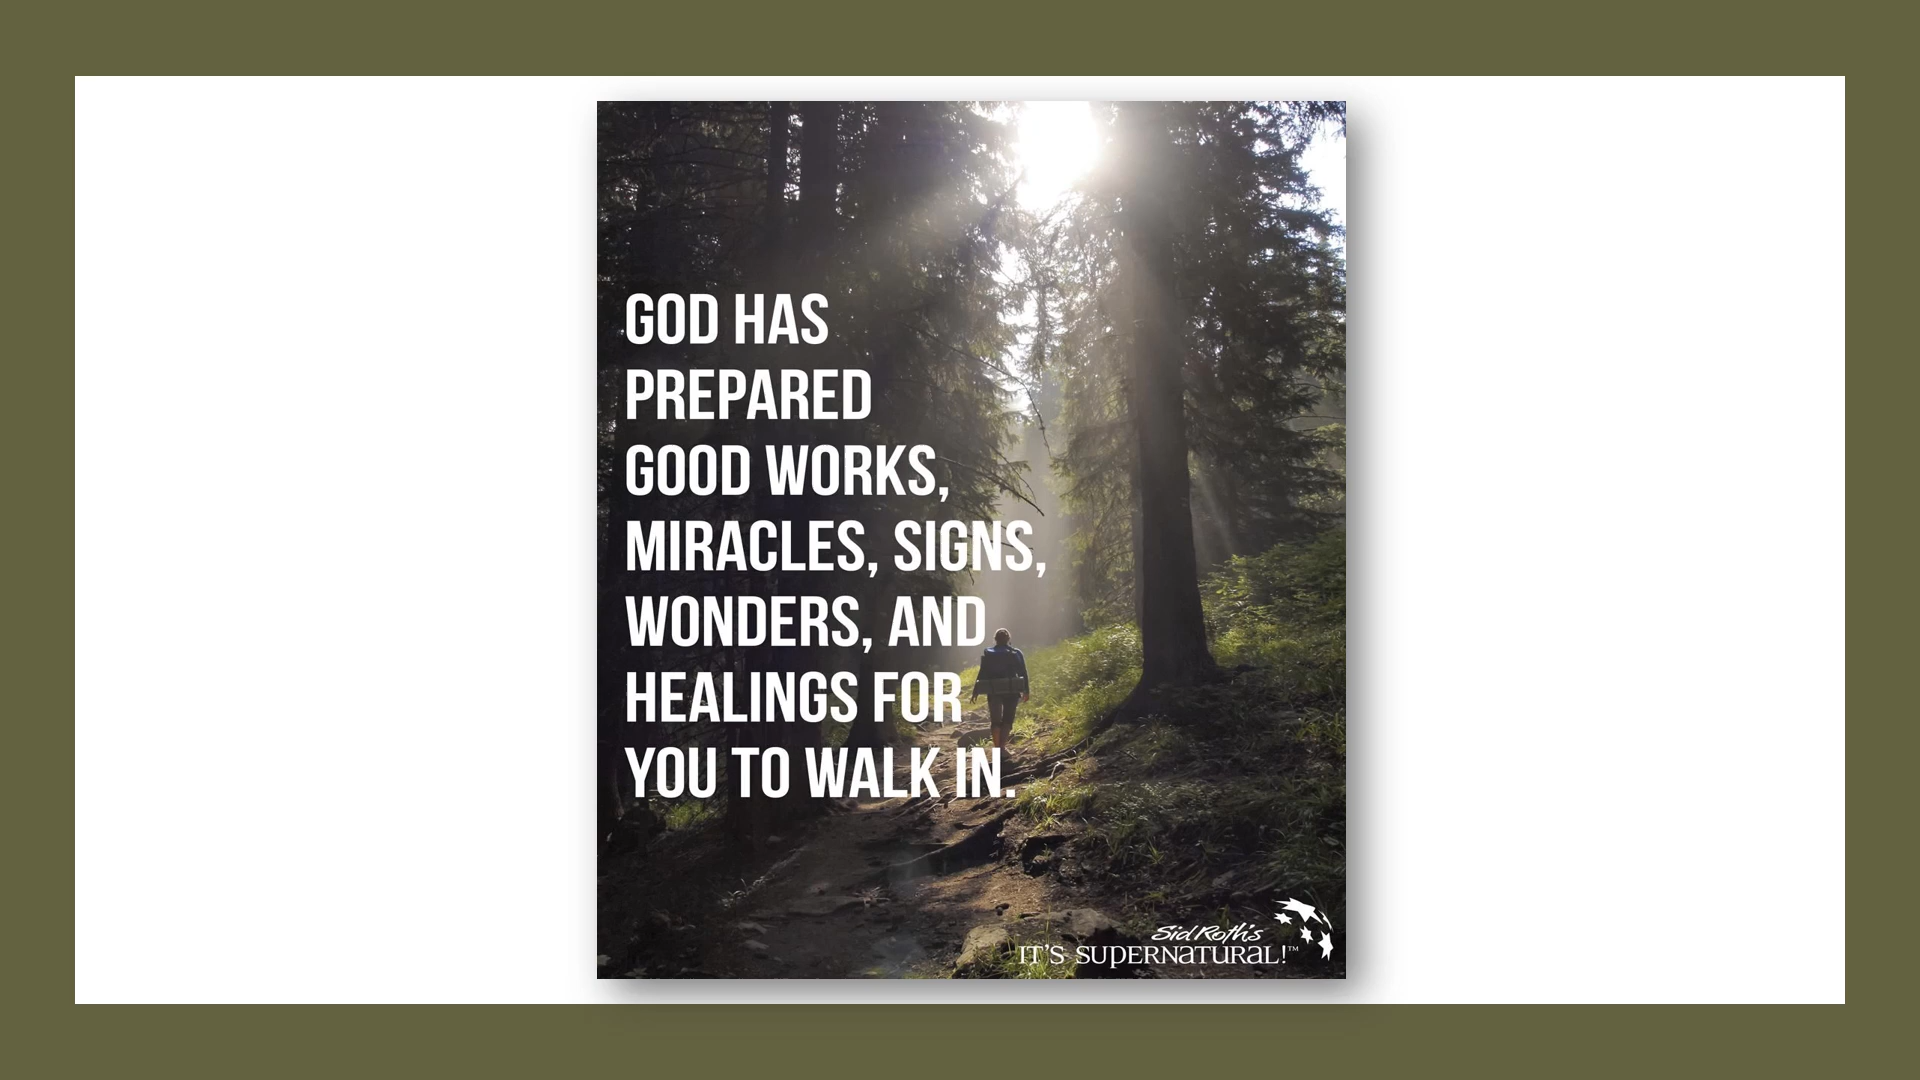 GOD HAS
PREPARED
GOOD WORKS,
MIRACLES, SIGNS,
WONDERS, AND
HEALINGS FOR
YOU TO WALK IN.
Sid Roth's
IT'S SUPERNATURAL!™